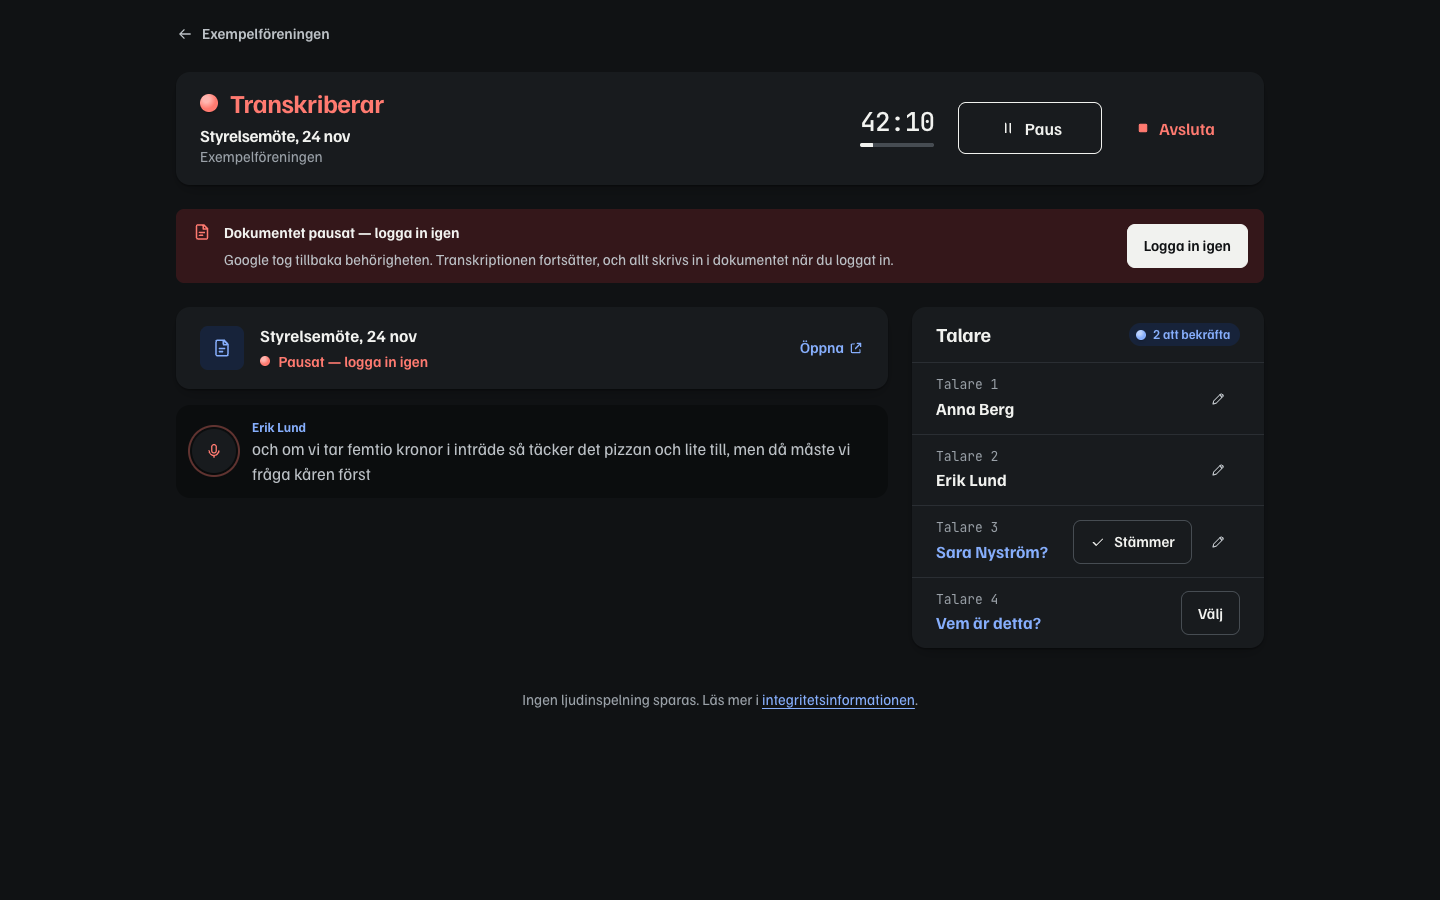 Exempelföreningen
Transkriberar
Styrelsemöte, 24 nov
Exempelföreningen
42:10
Paus
Avsluta
Dokumentet pausat — logga in igen
Google tog tillbaka behörigheten. Transkriptionen fortsätter, och allt skrivs in i dokumentet när du loggat in.
Logga in igen
Styrelsemöte, 24 nov
Pausat — logga in igen
Öppna
Erik Lund
och om vi tar femtio kronor i inträde så täcker det pizzan och lite till, men då måste vi
fråga kåren först
Talare
2 att bekräfta
Talare 1
Anna Berg
Talare 2
Erik Lund
Talare 3
Sara Nyström?
Stämmer
Talare 4
Vem är detta?
Välj
Ingen ljudinspelning sparas. Läs mer i integritetsinformationen.